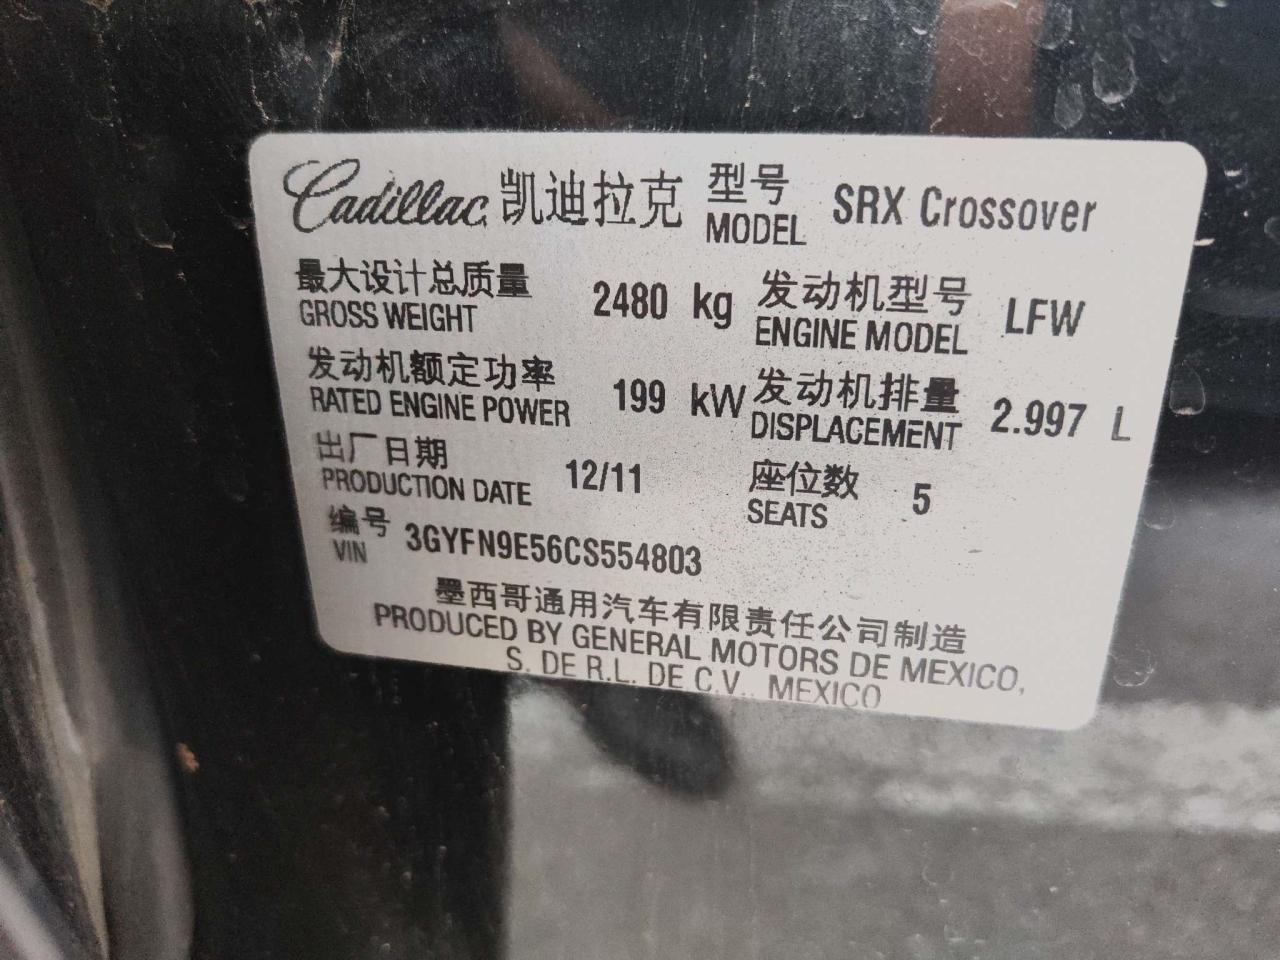 Cadillac 凯迪拉克 型号 MODEL SRX Crossover
最大设计总质量 GROSS WEIGHT 2480 kg 发动机型号 ENGINE MODEL LFW
发动机额定功率 RATED ENGINE POWER 199 kW 发动机排量 DISPLACEMENT 2.997 L
出厂日期 PRODUCTION DATE 12/11 座位数 SEATS 5
编号 VIN 3GYFN9E56CS554803
墨西哥通用汽车有限责任公司制造
PRODUCED BY GENERAL MOTORS DE MEXICO,
S. DE R.L. DE C.V., MEXICO